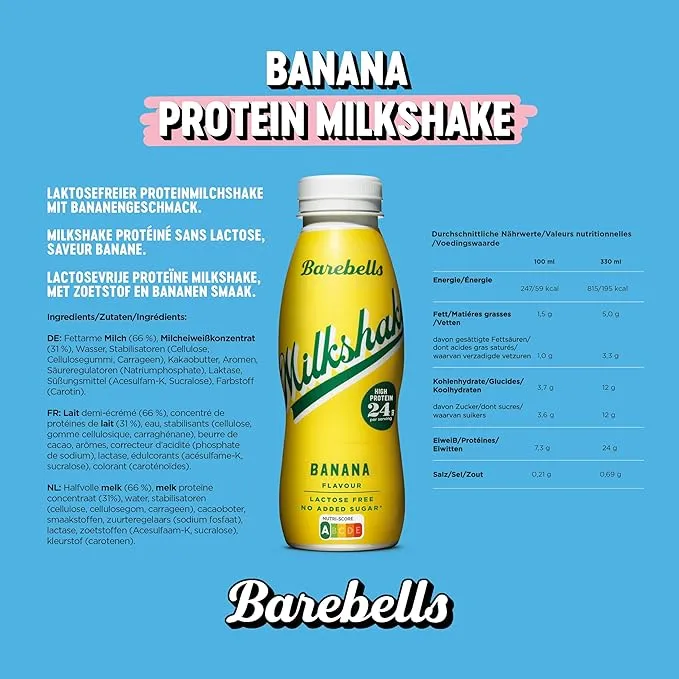 BANANA
PROTEIN MILKSHAKE
LAKTOSEFREIER PROTEINMILCHSHAKE
MIT BANANENGESCHMACK.
MILKSHAKE PROTÉINÉ SANS LACTOSE,
SAVEUR BANANE.
LACTOSEVRIJE PROTEÏNE MILKSHAKE,
MET ZOETSTOF EN BANANEN SMAAK.
Ingredients/Zutaten/Ingrédients:
DE: Fettarme Milch (66 %), Milcheiweißkonzentrat
(31 %), Wasser, Stabilisatoren (Cellulose,
Cellulosegummi, Carrageen), Kakaobutter, Aromen,
Säureregulatoren (Natriumphosphate), Laktase,
Süßungsmittel (Acesulfam-K, Sucralose), Farbstoff
(Carotin).
FR: Lait demi-écrémé (66 %), concentré de
protéines de lait (31 %), eau, stabilisants (cellulose,
gomme cellulosique, carraghénane), beurre de
cacao, arômes, correcteur d'acidité (phosphate
de sodium), lactase, édulcorants (acésulfame-K,
sucralose), colorant (caroténoïdes).
NL: Halfvolle melk (66 %), melk proteine
concentraat (31%), water, stabilisatoren
(cellulose, cellulosegom, carrageen), cacaoboter,
smaakstoffen, zuurteregelaars (sodium fosfaat),
lactase, zoetstoffen (Acesulfaam-K, sucralose),
kleurstof (carotenen).
Barebells
Milkshake
HIGH
PROTEIN
24g
per serving
BANANA
FLAVOUR
LACTOSE FREE
NO ADDED SUGAR*
NUTRI-SCORE
ABCDE
Durchschnittliche Nährwerte/Valeurs nutritionnelles
/Voedingswaarde
100 ml 330 ml
Energie/Énergie
247/59 kcal 815/195 kcal
Fett/Matiéres grasses
/Vetten 1,5 g 5,0 g
davon gesättigte Fettsäuren/
dont acides gras saturés/
waarvan verzadigde vetzuren 1,0 g 3,3 g
Kohlenhydrate/Glucides/
Koolhydraten 3,7 g 12 g
davon Zucker/dont sucres/
waarvan suikers 3,6 g 12 g
Eiweiß/Protéines/
Eiwitten 7,3 g 24 g
Salz/Sel/Zout 0,21 g 0,69 g
Barebells